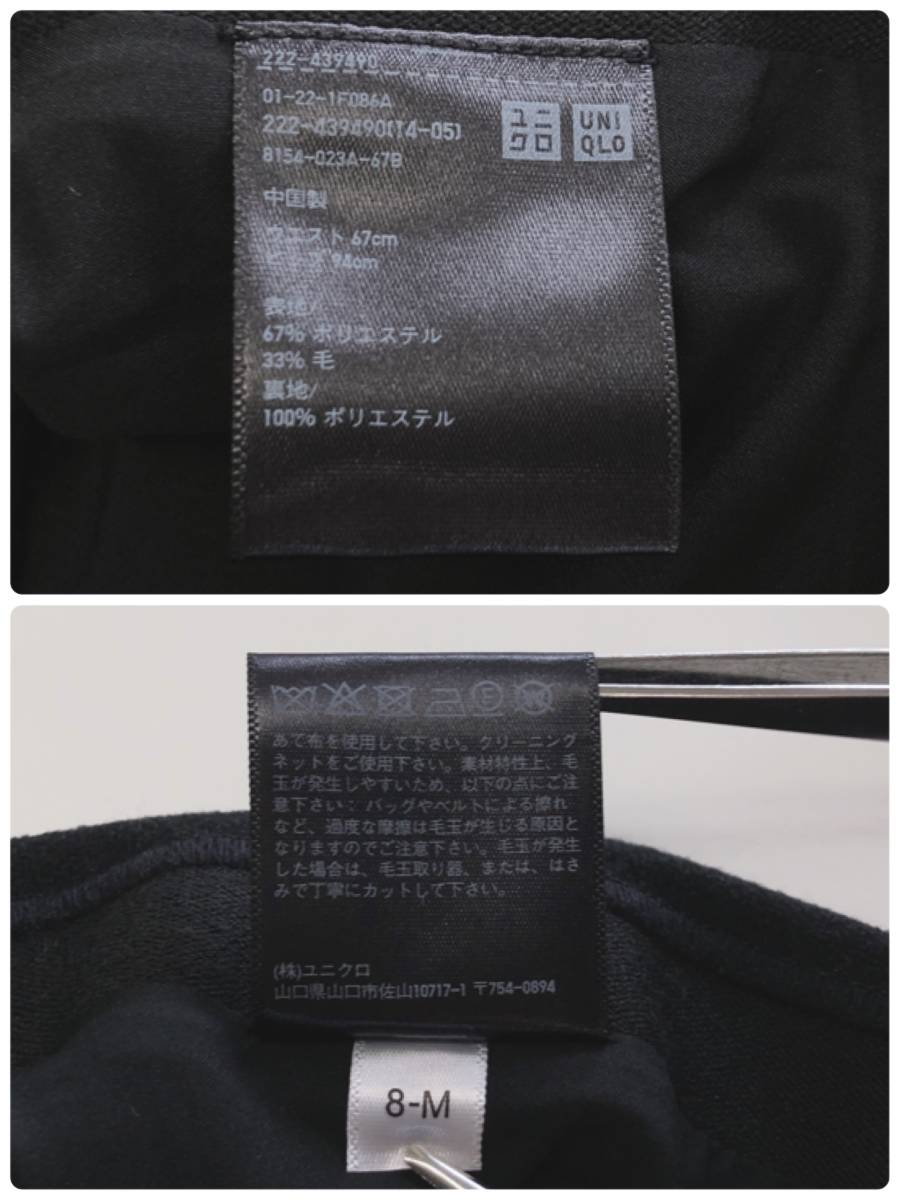 222-439490
01-22-1F086A
222-439490(14-05)
8154-023A-67B
ユニ
クロ
UNI
QLO
中国製
ウエスト 67cm
ヒップ 94cm
表地/
67% ポリエステル
33% 毛
裏地/
100% ポリエステル
あて布を使用して下さい。クリーニング
ネットをご使用下さい。素材特性上、毛
玉が発生しやすいため、以下の点にご注
意下さい：バッグやベルトによる擦れ
など、過度な摩擦は毛玉が生じる原因と
なりますのでご注意下さい。毛玉が発生
した場合は、毛玉取り器、または、はさ
みで丁寧にカットして下さい。
(株)ユニクロ
山口県山口市佐山10717-1 〒754-0894
8-M